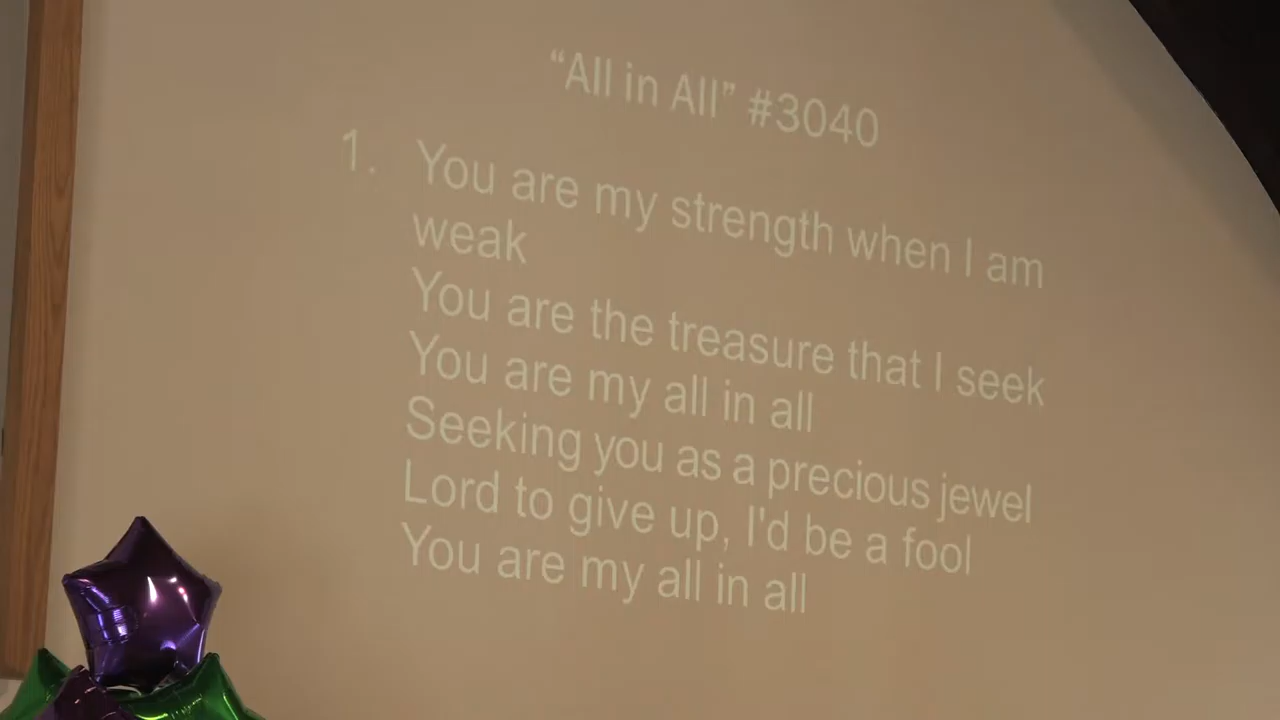 “All in All” #3040
1. You are my strength when I am
weak
You are the treasure that I seek
You are my all in all
Seeking you as a precious jewel
Lord to give up, I'd be a fool
You are my all in all